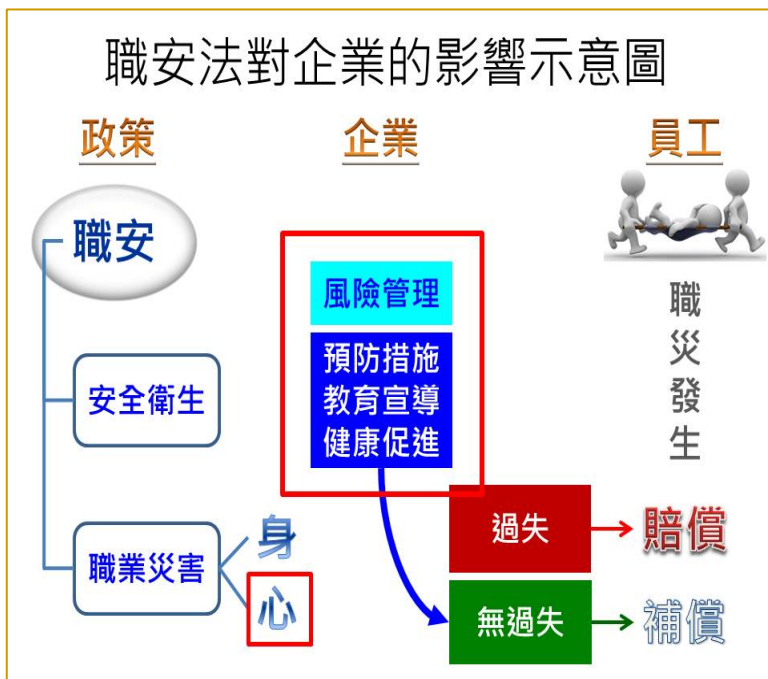 職安法對企業的影響示意圖
政策
企業
員工
職安
安全衛生
職業災害
身
心
風險管理
預防措施
教育宣導
健康促進
職災發生
過失
賠償
無過失
補償